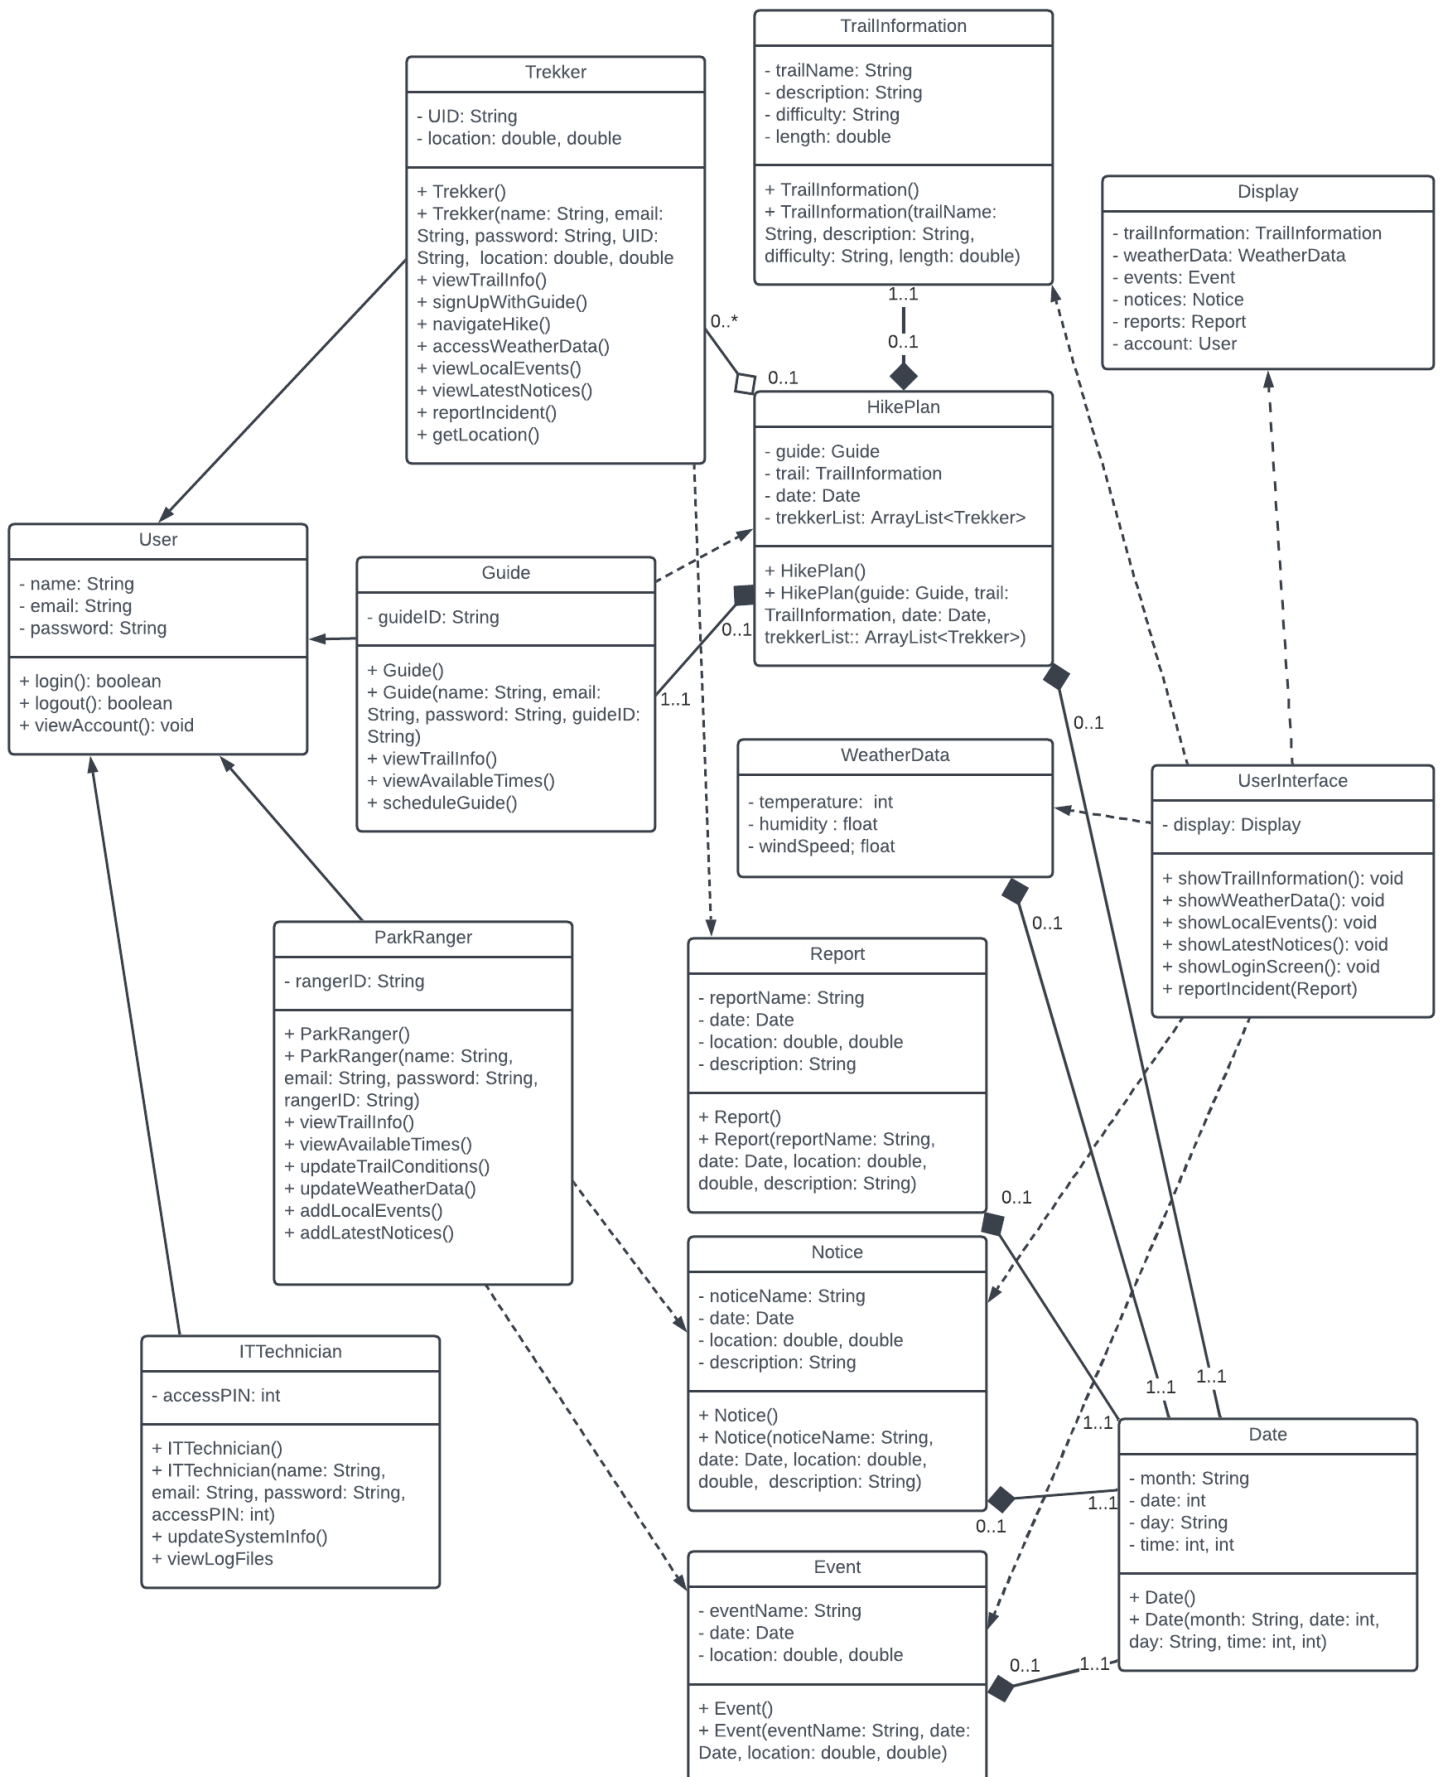 TrailInformation
- trailName: String
- description: String
- difficulty: String
- length: double
+ TrailInformation()
+ TrailInformation(trailName:
String, description: String,
difficulty: String, length: double)
Trekker
- UID: String
- location: double, double
+ Trekker()
+ Trekker(name: String, email:
String, password: String, UID:
String,  location: double, double
+ viewTrailInfo()
+ signUpWithGuide()
+ navigateHike()
+ accessWeatherData()
+ viewLocalEvents()
+ viewLatestNotices()
+ reportIncident()
+ getLocation()
Display
- trailInformation: TrailInformation
- weatherData: WeatherData
- events: Event
- notices: Notice
- reports: Report
- account: User
1..1
0..1
0..*
0..1
HikePlan
- guide: Guide
- trail: TrailInformation
- date: Date
- trekkerList: ArrayList<Trekker>
+ HikePlan()
+ HikePlan(guide: Guide, trail:
TrailInformation, date: Date,
trekkerList:: ArrayList<Trekker>)
User
- name: String
- email: String
- password: String
+ login(): boolean
+ logout(): boolean
+ viewAccount(): void
Guide
- guideID: String
+ Guide()
+ Guide(name: String, email:
String, password: String, guideID:
String)
+ viewTrailInfo()
+ viewAvailableTimes()
+ scheduleGuide()
0..1
1..1
0..1
WeatherData
- temperature:  int
- humidity : float
- windSpeed; float
0..1
UserInterface
- display: Display
+ showTrailInformation(): void
+ showWeatherData(): void
+ showLocalEvents(): void
+ showLatestNotices(): void
+ showLoginScreen(): void
+ reportIncident(Report)
ParkRanger
- rangerID: String
+ ParkRanger()
+ ParkRanger(name: String,
email: String, password: String,
rangerID: String)
+ viewTrailInfo()
+ viewAvailableTimes()
+ updateTrailConditions()
+ updateWeatherData()
+ addLocalEvents()
+ addLatestNotices()
Report
- reportName: String
- date: Date
- location: double, double
- description: String
+ Report()
+ Report(reportName: String,
date: Date, location: double,
double, description: String)
0..1
Notice
- noticeName: String
- date: Date
- location: double, double
- description: String
+ Notice()
+ Notice(noticeName: String,
date: Date, location: double,
double,  description: String)
ITTechnician
- accessPIN: int
+ ITTechnician()
+ ITTechnician(name: String,
email: String, password: String,
accessPIN: int)
+ updateSystemInfo()
+ viewLogFiles
1..1
1..1
1..1
1..1
0..1
Date
- month: String
- date: int
- day: String
- time: int, int
+ Date()
+ Date(month: String, date: int,
day: String, time: int, int)
Event
- eventName: String
- date: Date
- location: double, double
+ Event()
+ Event(eventName: String, date:
Date, location: double, double)
0..1
1..1